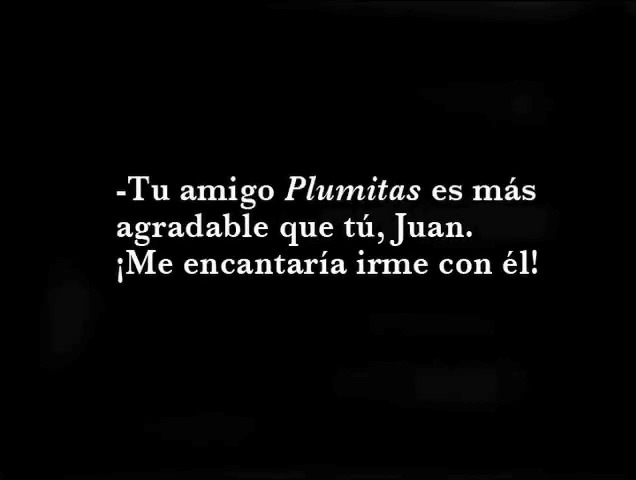 -Tu amigo Plumitas es más
agradable que tú, Juan.
¡Me encantaría irme con él!